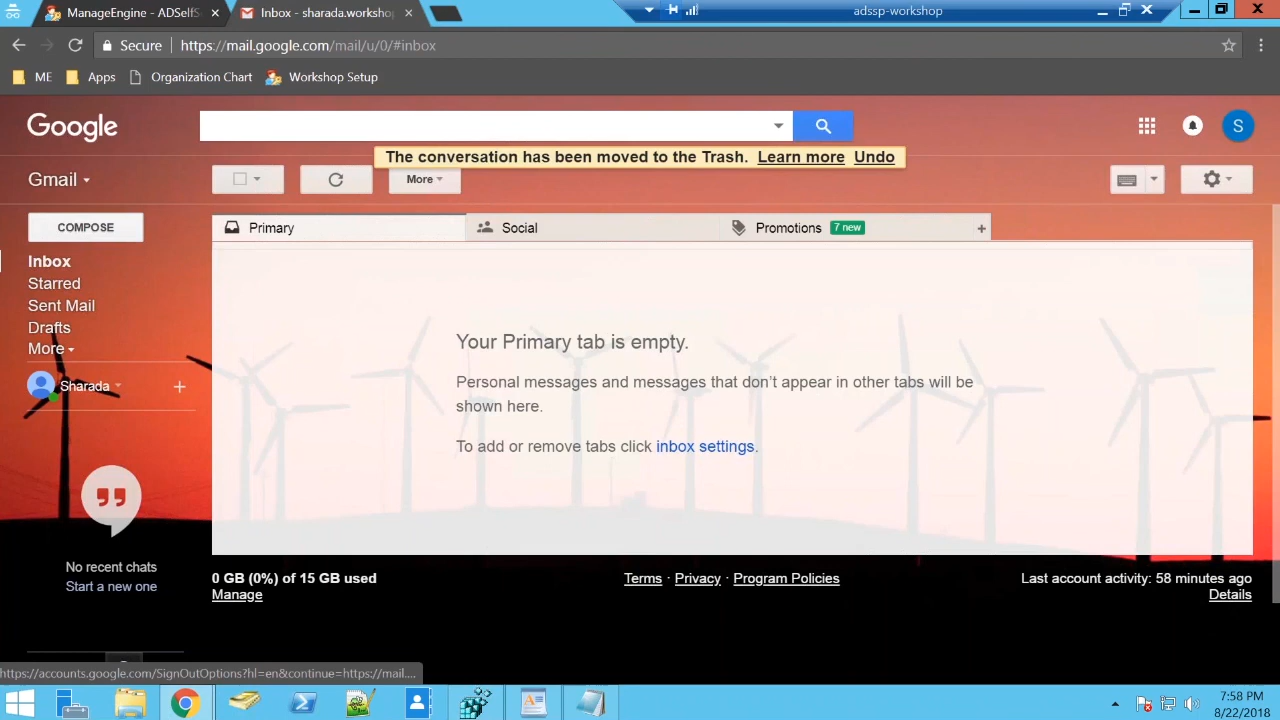 ManageEngine - ADSelfS
Inbox - sharada.workshop
adssp-workshop
Secure
https://mail.google.com/mail/u/0/#inbox
ME
Apps
Organization Chart
Workshop Setup
Google
S
The conversation has been moved to the Trash. Learn more Undo
Gmail
More
COMPOSE
Primary
Social
Promotions
7 new
+
Inbox
Starred
Sent Mail
Drafts
More
Sharada
+
Your Primary tab is empty.
Personal messages and messages that don't appear in other tabs will be
shown here.
To add or remove tabs click inbox settings.
No recent chats
Start a new one
0 GB (0%) of 15 GB used
Manage
Terms · Privacy · Program Policies
Last account activity: 58 minutes ago
Details
https://accounts.google.com/SignOutOptions?hl=en&continue=https://mail....
7:58 PM
8/22/2018